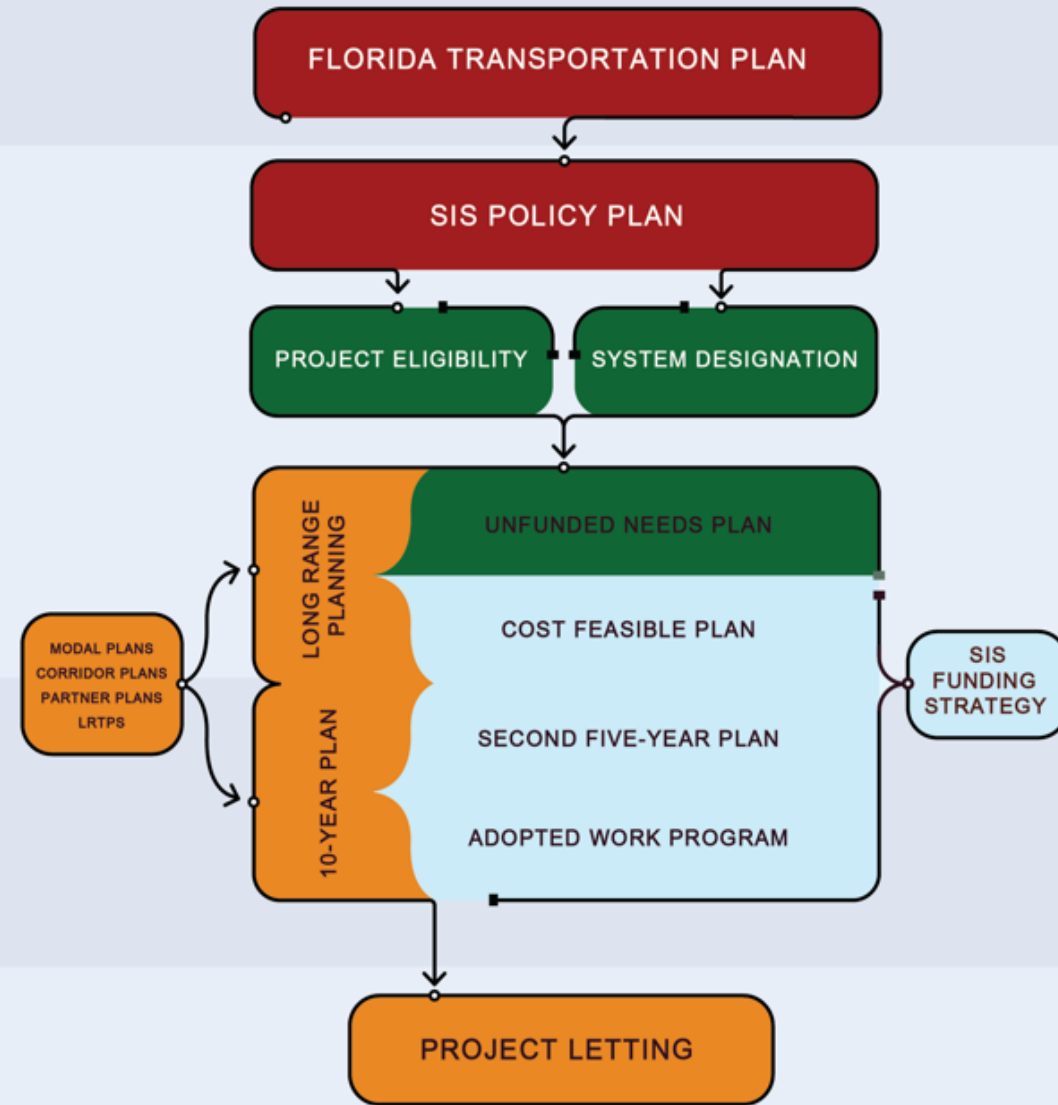 FLORIDA TRANSPORTATION PLAN
SIS POLICY PLAN
PROJECT ELIGIBILITY
SYSTEM DESIGNATION
LONG RANGE
PLANNING
UNFUNDED NEEDS PLAN
COST FEASIBLE PLAN
MODAL PLANS
CORRIDOR PLANS
PARTNER PLANS
LRTPS
SIS
FUNDING
STRATEGY
10-YEAR PLAN
SECOND FIVE-YEAR PLAN
ADOPTED WORK PROGRAM
PROJECT LETTING